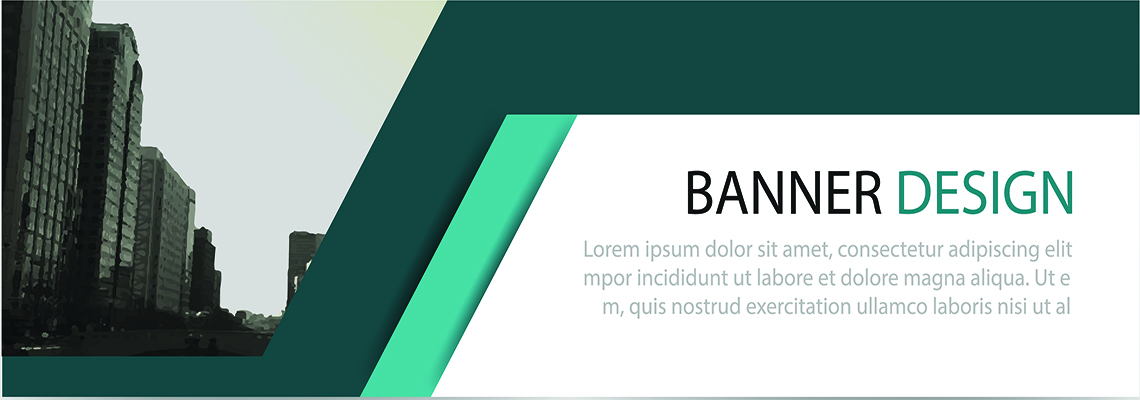 BANNER DESIGN
Lorem ipsum dolor sit amet, consectetur adipiscing elit
mpor incididunt ut labore et dolore magna aliqua. Ut e
m, quis nostrud exercitation ullamco laboris nisi ut al